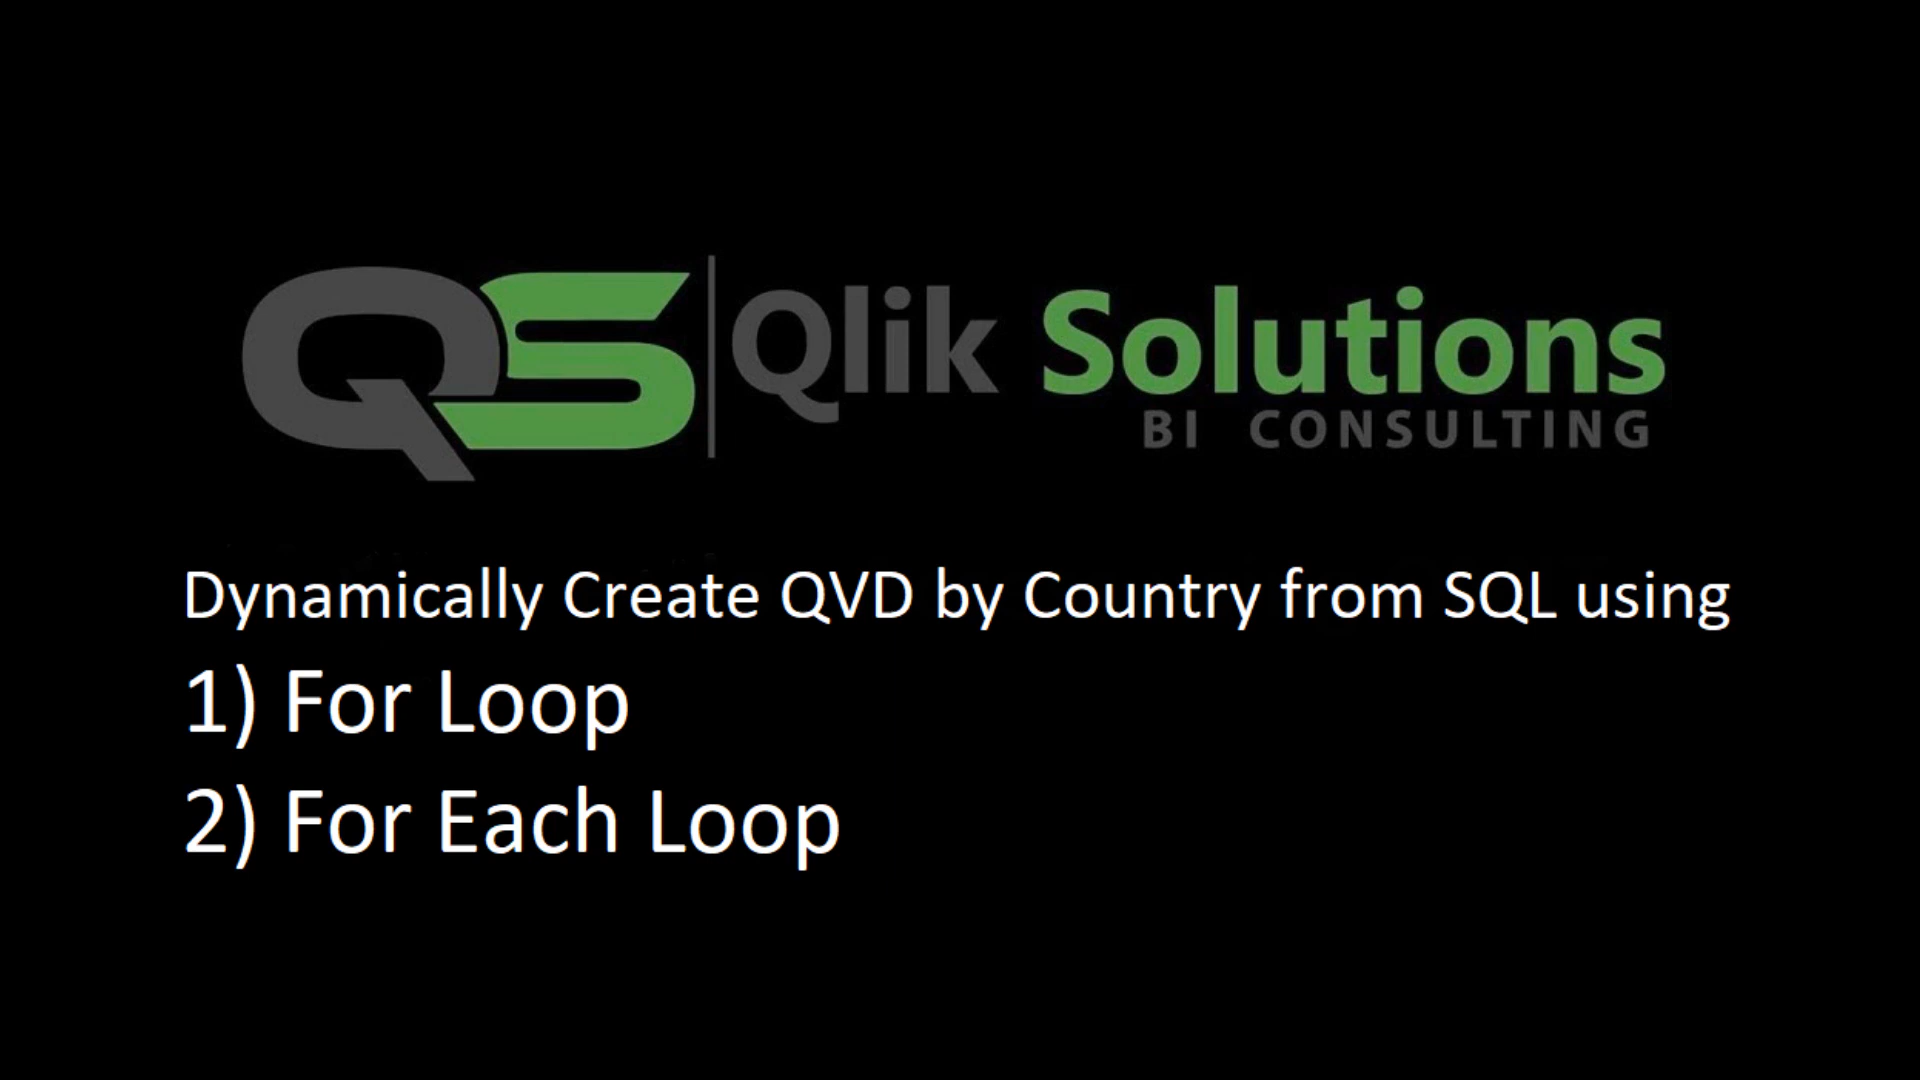 QS Qlik Solutions
BI CONSULTING
Dynamically Create QVD by Country from SQL using
1) For Loop
2) For Each Loop